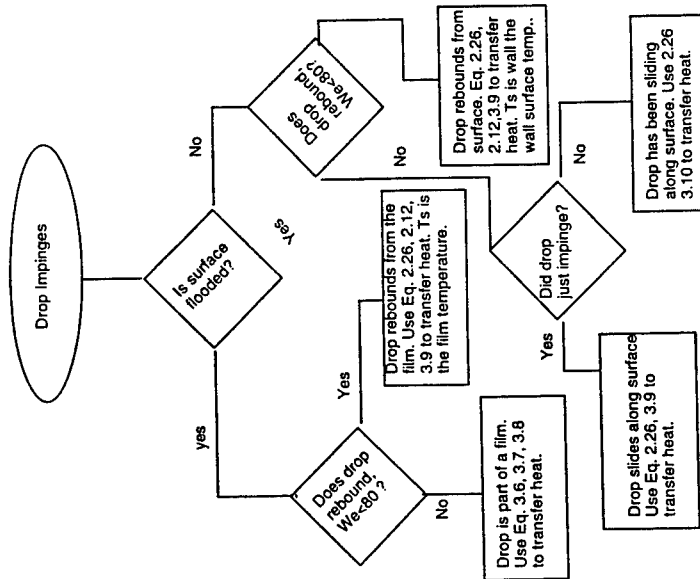 Drop Impinges
Is surface
flooded?
yes
No
Does drop
rebound,
We<80 ?
Does
drop
rebound,
We<80?
Yes
Yes
No
No
Drop rebounds from the
film. Use Eq. 2.26, 2.12,
3.9 to transfer heat. Ts is
the film temperature.
Drop rebounds from
surface. Eq. 2.26,
2.12,3.9 to transfer
heat. Ts is wall the
wall surface temp..
Drop is part of a film.
Use Eq. 3.6, 3.7, 3.8
to transfer heat.
Did drop
just impinge?
Yes
No
Drop slides along surface
Use Eq. 2.26, 3.9 to
transfer heat.
Drop has been sliding
along surface. Use 2.26
3.10 to transfer heat.